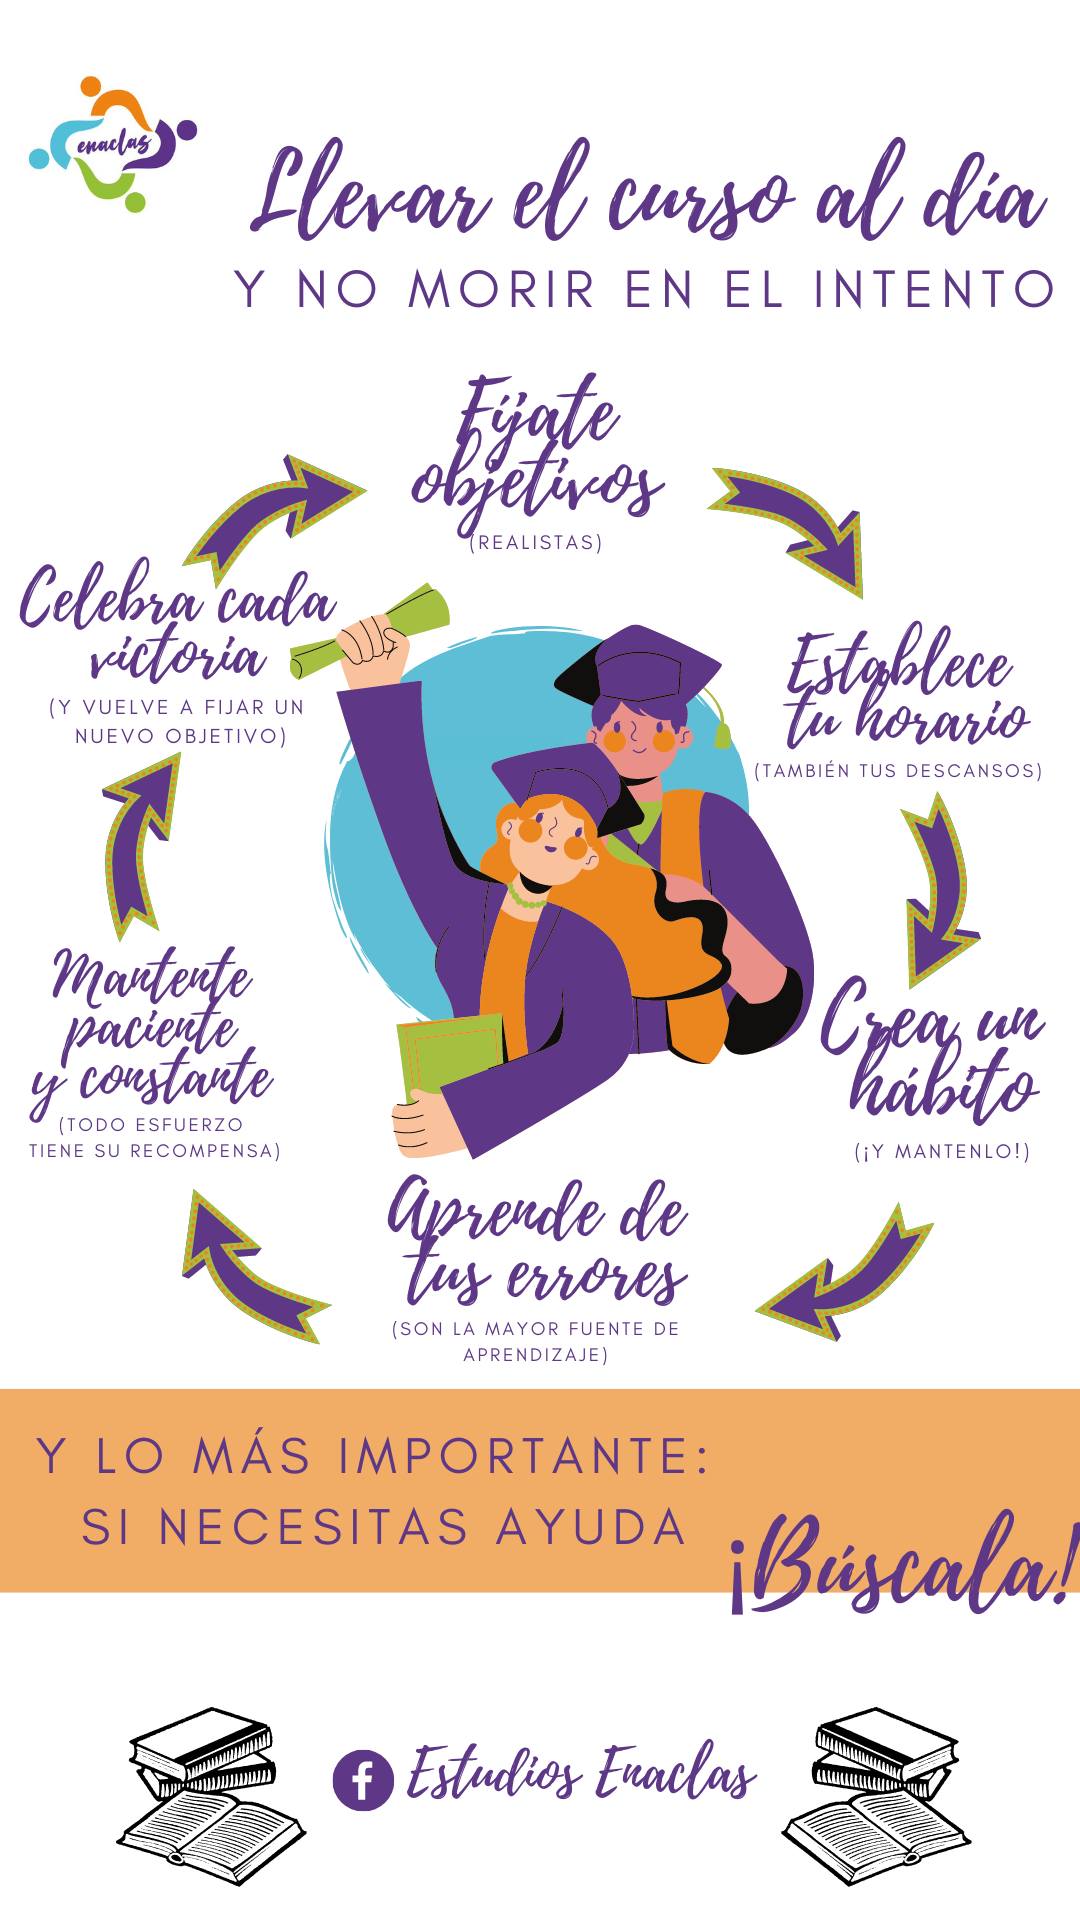 enaclas
Llevar el curso al día
Y NO MORIR EN EL INTENTO
Fíjate
objetivos
(REALISTAS)
Establece
tu horario
(TAMBIÉN TUS DESCANSOS)
Crea un
hábito
(¡Y MANTENLO!)
Aprende de
tus errores
(SON LA MAYOR FUENTE DE
APRENDIZAJE)
Mantente
paciente
y constante
(TODO ESFUERZO
TIENE SU RECOMPENSA)
Celebra cada
victoria
(Y VUELVE A FIJAR UN
NUEVO OBJETIVO)
Y LO MÁS IMPORTANTE:
SI NECESITAS AYUDA
¡Búscala!
f Estudios Enaclas